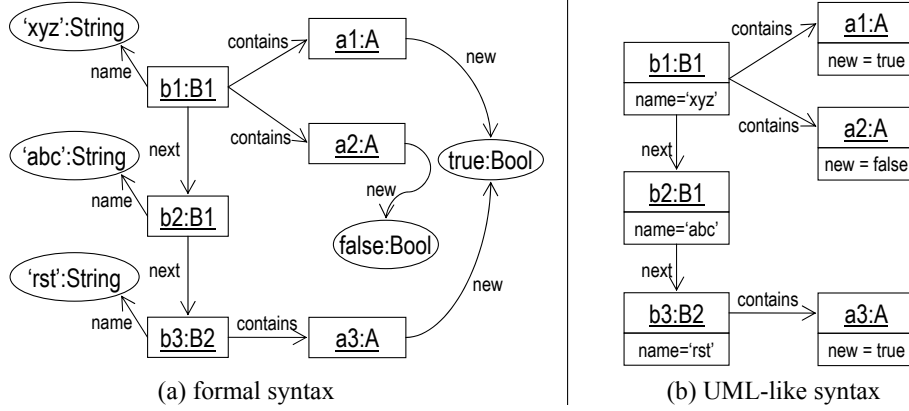 ‘xyz’:String
name
b1:B1
contains
a1:A
new
contains
a2:A
new
true:Bool
false:Bool
next
‘abc’:String
name
b2:B1
next
‘rst’:String
name
b3:B2
contains
a3:A
new
(a) formal syntax
b1:B1
name=‘xyz’
contains
a1:A
new = true
contains
a2:A
new = false
next
b2:B1
name=‘abc’
next
b3:B2
name=‘rst’
contains
a3:A
new = true
(b) UML-like syntax